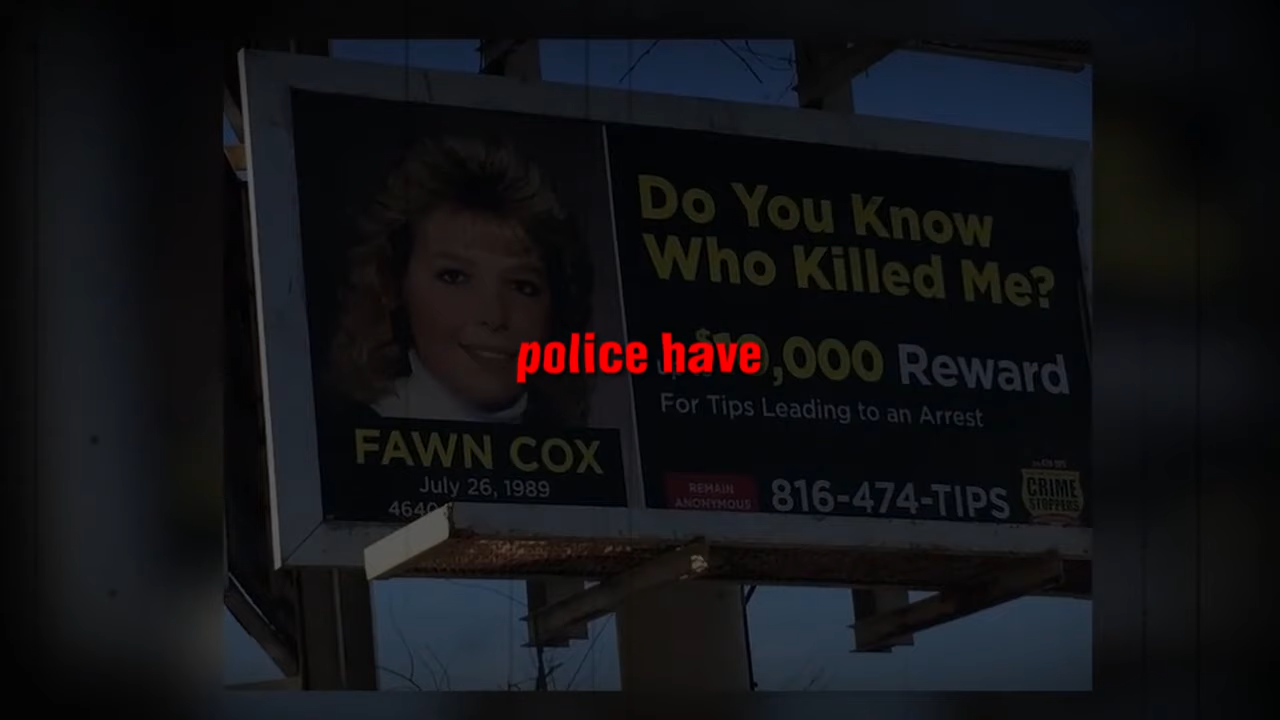 Do You Know
Who Killed Me?
,000 Reward
For Tips Leading to an Arrest
police have
FAWN COX
July 26, 1989
REMAIN
ANONYMOUS
816-474-TIPS
CRIME
STOPPERS